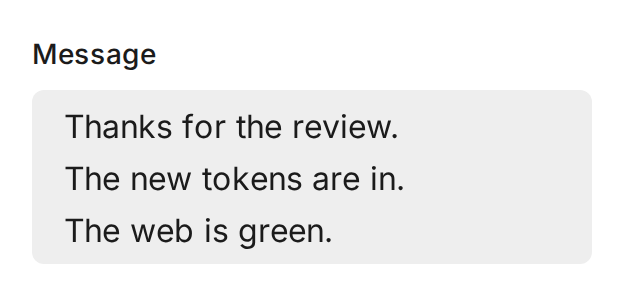 Message
Thanks for the review.
The new tokens are in.
The web is green.